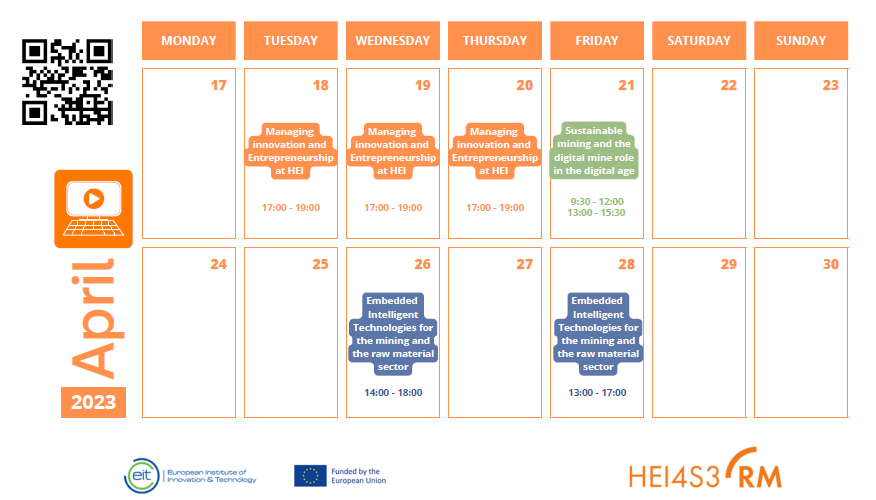 MONDAY TUESDAY WEDNESDAY THURSDAY FRIDAY SATURDAY SUNDAY
17
18
Managing
innovation and
Entrepreneurship
at HEI
17:00 - 19:00
19
Managing
innovation and
Entrepreneurship
at HEI
17:00 - 19:00
20
Managing
innovation and
Entrepreneurship
at HEI
17:00 - 19:00
21
Sustainable
mining and the
digital mine role
in the digital age
9:30 - 12:00
13:00 - 15:30
22
23
April
2023
24
25
26
Embedded
Intelligent
Technologies for
the mining and
the raw material
sector
14:00 - 18:00
27
28
Embedded
Intelligent
Technologies for
the mining and
the raw material
sector
13:00 - 17:00
29
30
eit
European Institute of
Innovation & Technology
Funded by the
European Union
HEI4S3 RM